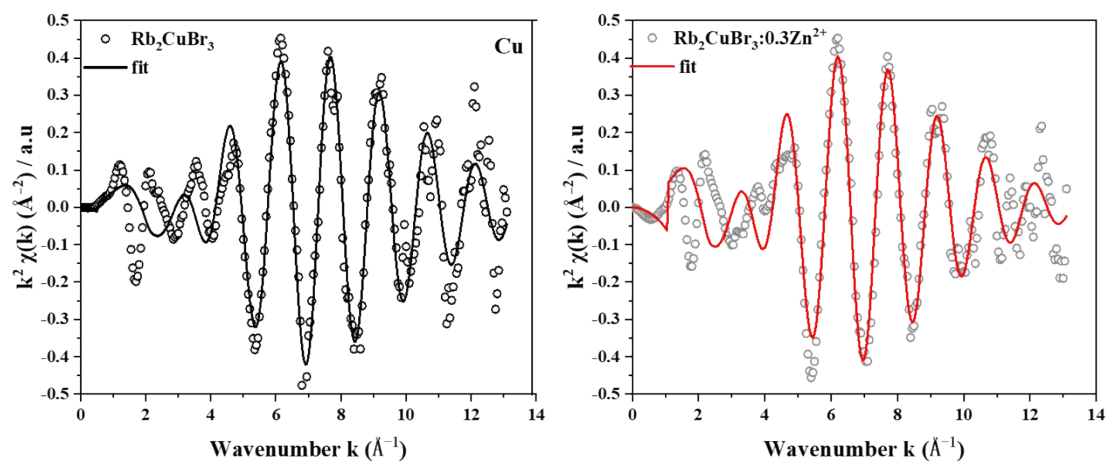 0.5
0.4
0.3
0.2
0.1
0.0
-0.1
-0.2
-0.3
-0.4
-0.5
k² χ(k) (Å⁻²) / a.u
Rb₂CuBr₃
fit
Cu
0 2 4 6 8 10 12 14
Wavenumber k (Å⁻¹)
0.5
0.4
0.3
0.2
0.1
0.0
-0.1
-0.2
-0.3
-0.4
-0.5
k² χ(k) (Å⁻²) / a.u
Rb₂CuBr₃:0.3Zn²⁺
fit
0 2 4 6 8 10 12 14
Wavenumber k (Å⁻¹)